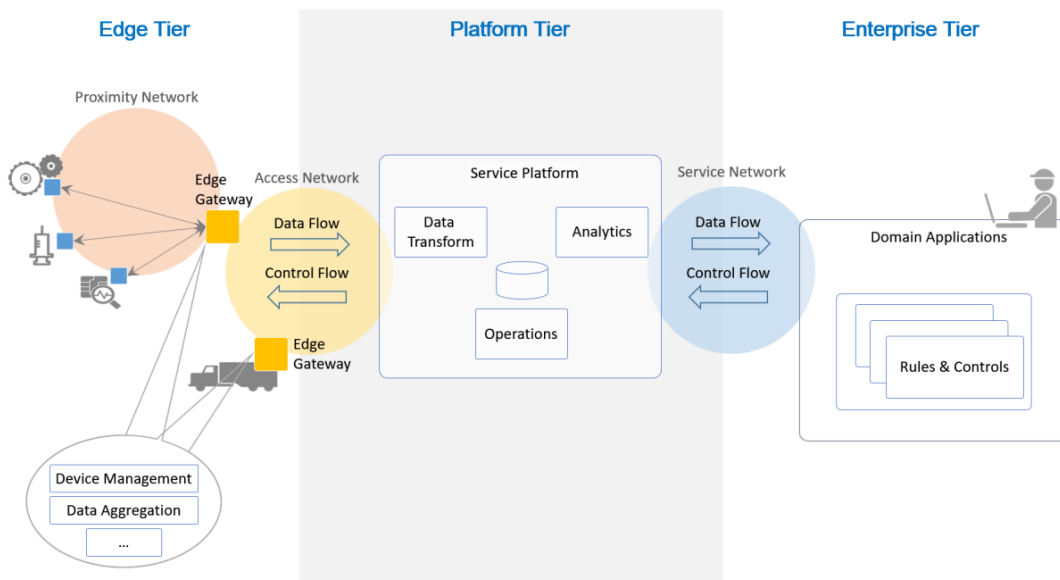 Edge Tier
Platform Tier
Enterprise Tier
Proximity Network
Edge
Gateway
Access Network
Data Flow
Control Flow
Edge
Gateway
Device Management
Data Aggregation
...
Service Platform
Data
Transform
Analytics
Operations
Service Network
Data Flow
Control Flow
Domain Applications
Rules & Controls